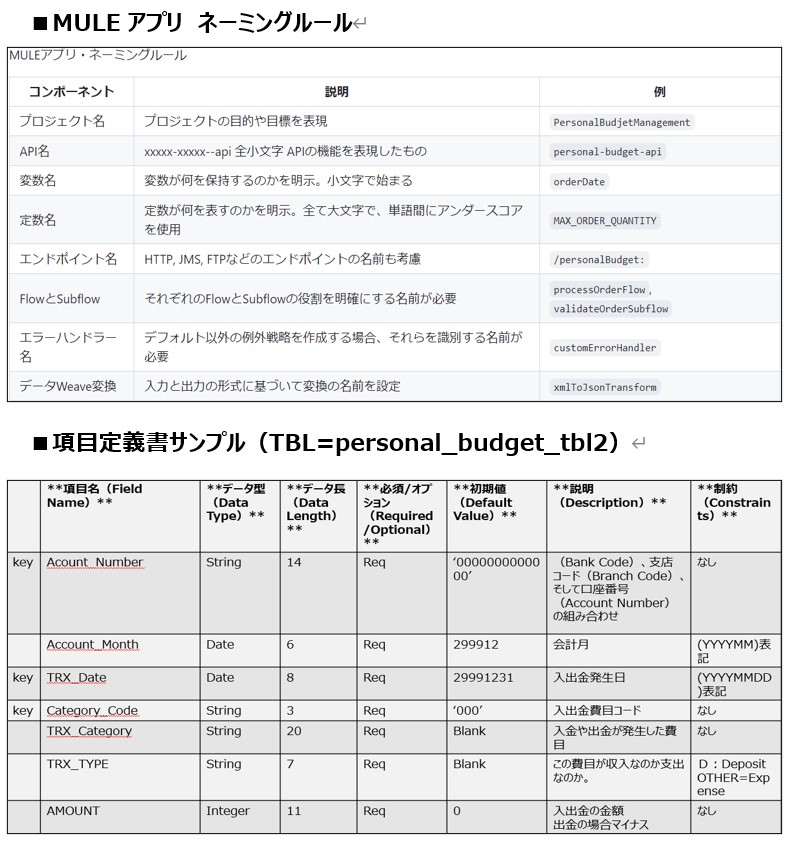 ■MULE アプリ ネーミングルール↵
MULEアプリ・ネーミングルール
コンポーネント 説明 例
プロジェクト名 プロジェクトの目的や目標を表現 PersonalBudjetManagement
API名 xxxxx-xxxxx--api 全小文字 APIの機能を表現したもの personal-budget-api
変数名 変数が何を保持するのかを明示。小文字で始まる orderDate
定数名 定数が何を表すのかを明示。全て大文字で、単語間にアンダースコア
を使用 MAX_ORDER_QUANTITY
エンドポイント名 HTTP, JMS, FTPなどのエンドポイントの名前も考慮 /personalBudget:
FlowとSubflow それぞれのFlowとSubflowの役割を明確にする名前が必要 processOrderFlow ,
validateOrderSubflow
エラーハンドラー
名 デフォルト以外の例外戦略を作成する場合、それらを識別する名前が
必要 customErrorHandler
データWeave変換 入力と出力の形式に基づいて変換の名前を設定 xmlToJsonTransform
■項目定義書サンプル（TBL=personal_budget_tbl2）↵
**項目名（Field
Name）**
**データ型
（Data
Type）**
**データ長
（Data
Length）
**
**必須/オプ
ション
（Required
/Optional）
**
**初期値
（Default
Value）**
**説明
（Description）**
**制約
（Constrain
ts）**
key Acount_Number String 14 Req ‘00000000000
00’
（Bank Code）、支店
コード（Branch Code）、
そして口座番号
（Account Number）
の組み合わせ
なし
Account_Month Date 6 Req 299912 会計月 (YYYYMM)表
記
key TRX_Date Date 8 Req 29991231 入出金発生日 (YYYYMMDD
)表記
key Category_Code String 3 Req ‘000’ 入出金費目コード なし
TRX_Category String 20 Req Blank 入金や出金が発生した費
目 なし
TRX_TYPE String 7 Req Blank この費目が収入なのか支出
なのか。
D：Deposit
OTHER=Exp
ense
AMOUNT Integer 11 Req 0 入出金の金額
出金の場合マイナス
なし